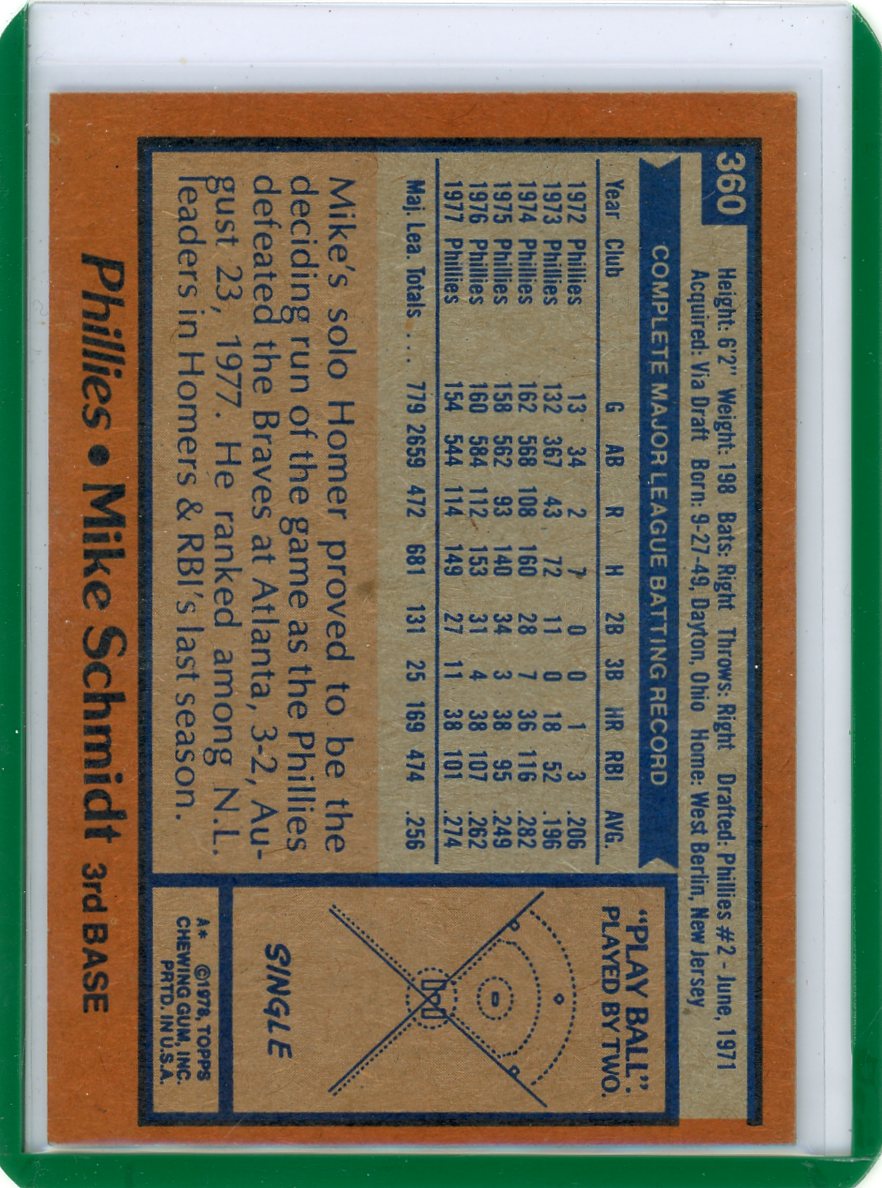 360
Height: 6'2" Weight: 198 Bats: Right Throws: Right Drafted: Phillies #2 - June, 1971
Acquired: Via Draft Born: 9-27-49, Dayton, Ohio Home: West Berlin, New Jersey
COMPLETE MAJOR LEAGUE BATTING RECORD
Year Club G AB R H 2B 3B HR RBI AVG.
1972 Phillies 13 34 2 7 0 0 1 3 .206
1973 Phillies 132 367 43 72 11 0 18 52 .196
1974 Phillies 162 568 108 160 28 7 36 116 .282
1975 Phillies 158 562 93 140 34 3 38 95 .249
1976 Phillies 160 584 112 153 31 4 38 107 .262
1977 Phillies 154 544 114 149 27 11 38 101 .274
Maj. Lea. Totals .... 779 2659 472 681 131 25 169 474 .256
Mike's solo Homer proved to be the
deciding run of the game as the Phillies
defeated the Braves at Atlanta, 3-2, Au-
gust 23, 1977. He ranked among N.L.
leaders in Homers & RBI's last season.
"PLAY BALL".
PLAYED BY TWO.
SINGLE
A* ©1978, TOPPS
CHEWING GUM, INC.
PRTD. IN U.S.A.
Phillies • Mike Schmidt 3rd BASE